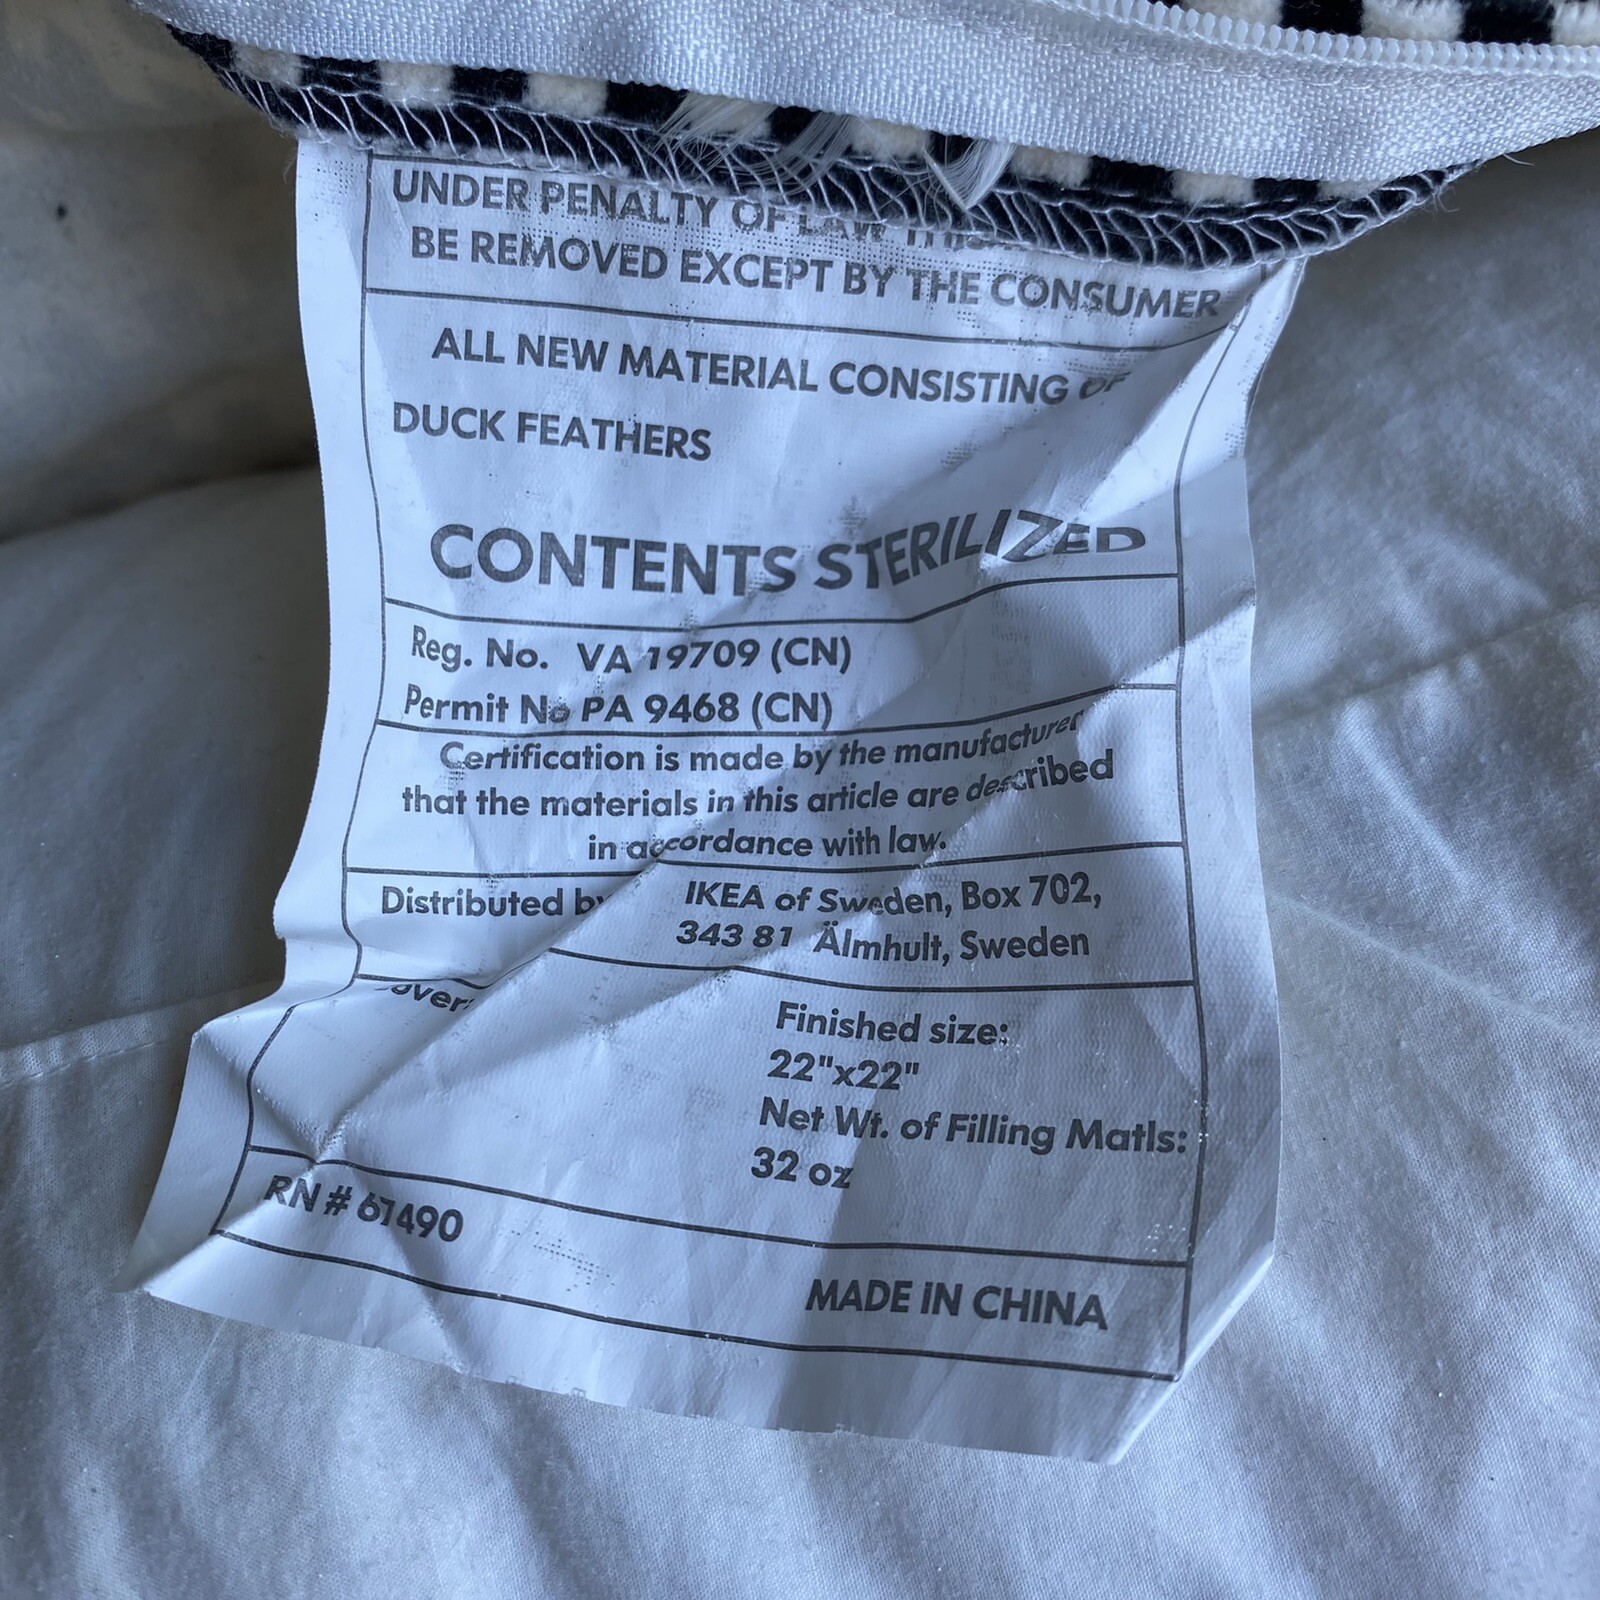 UNDER PENALTY OF LAW
BE REMOVED EXCEPT BY THE CONSUMER
ALL NEW MATERIAL CONSISTING OF
DUCK FEATHERS
CONTENTS STERILIZED
Reg. No. VA 19709 (CN)
Permit No PA 9468 (CN)
Certification is made by the manufacturer
that the materials in this article are described
in accordance with law.
Distributed by IKEA of Sweden, Box 702,
343 81 Älmhult, Sweden
Finished size:
22"x22"
Net Wt. of Filling Matls:
32 oz
RN # 61490
MADE IN CHINA